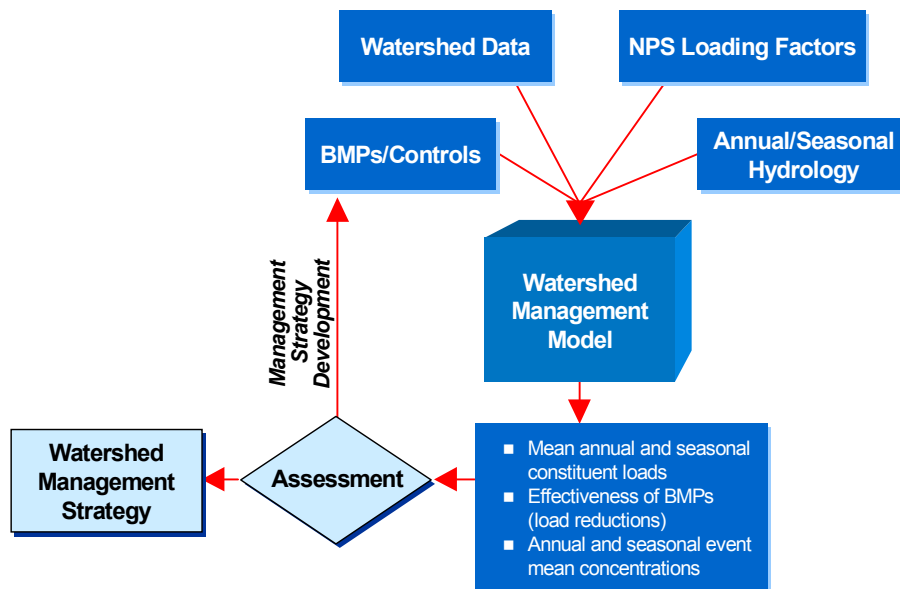 Watershed Data
NPS Loading Factors
BMPs/Controls
Annual/Seasonal
Hydrology
Watershed
Management
Model
Management
Strategy
Development
Watershed
Management
Strategy
Assessment
■ Mean annual and seasonal
constituent loads
■ Effectiveness of BMPs
(load reductions)
■ Annual and seasonal event
mean concentrations